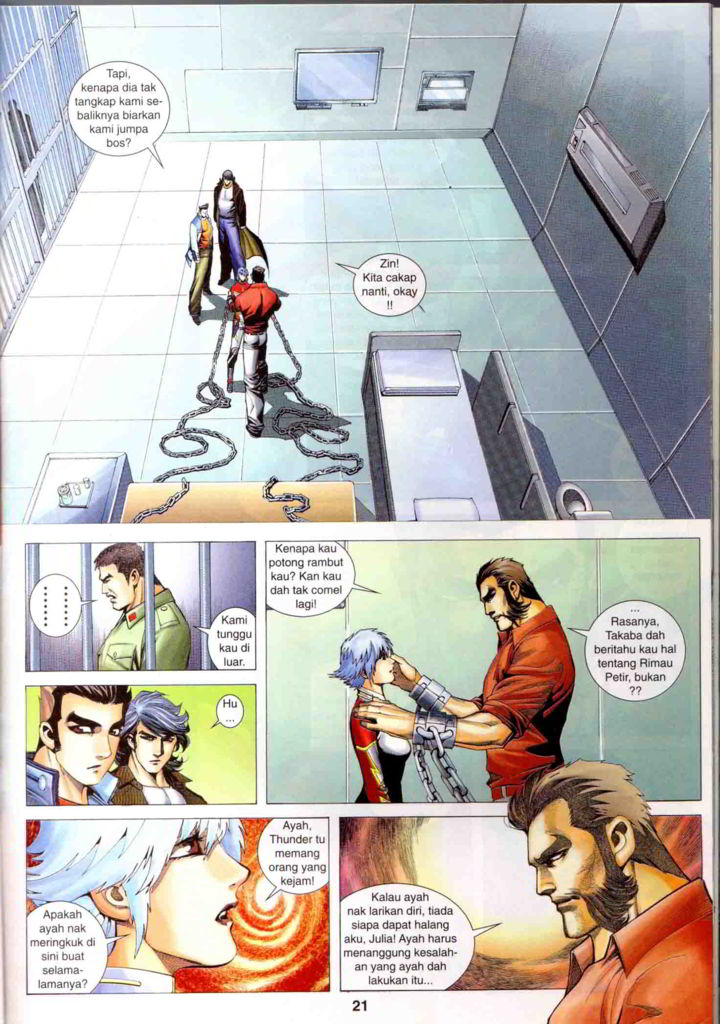 Tapi,
kenapa dia tak
tangkap kami se-
baliknya biarkan
kami jumpa
bos?
Zin!
Kita cakap
nanti, okay
!!
......
Kami
tunggu
kau di
luar.
Hu
...
Kenapa kau
potong rambut
kau? Kan kau
dah tak comel
lagi!
...
Rasanya,
Takaba dah
beritahu kau hal
tentang Rimau
Petir, bukan
??
Ayah,
Thunder tu
memang
orang yang
kejam!
Apakah
ayah nak
meringkuk di
sini buat
selama-
lamanya?
Kalau ayah
nak larikan diri, tiada
siapa dapat halang
aku, Julia! Ayah harus
menanggung kesalah-
an yang ayah dah
lakukan itu...
21